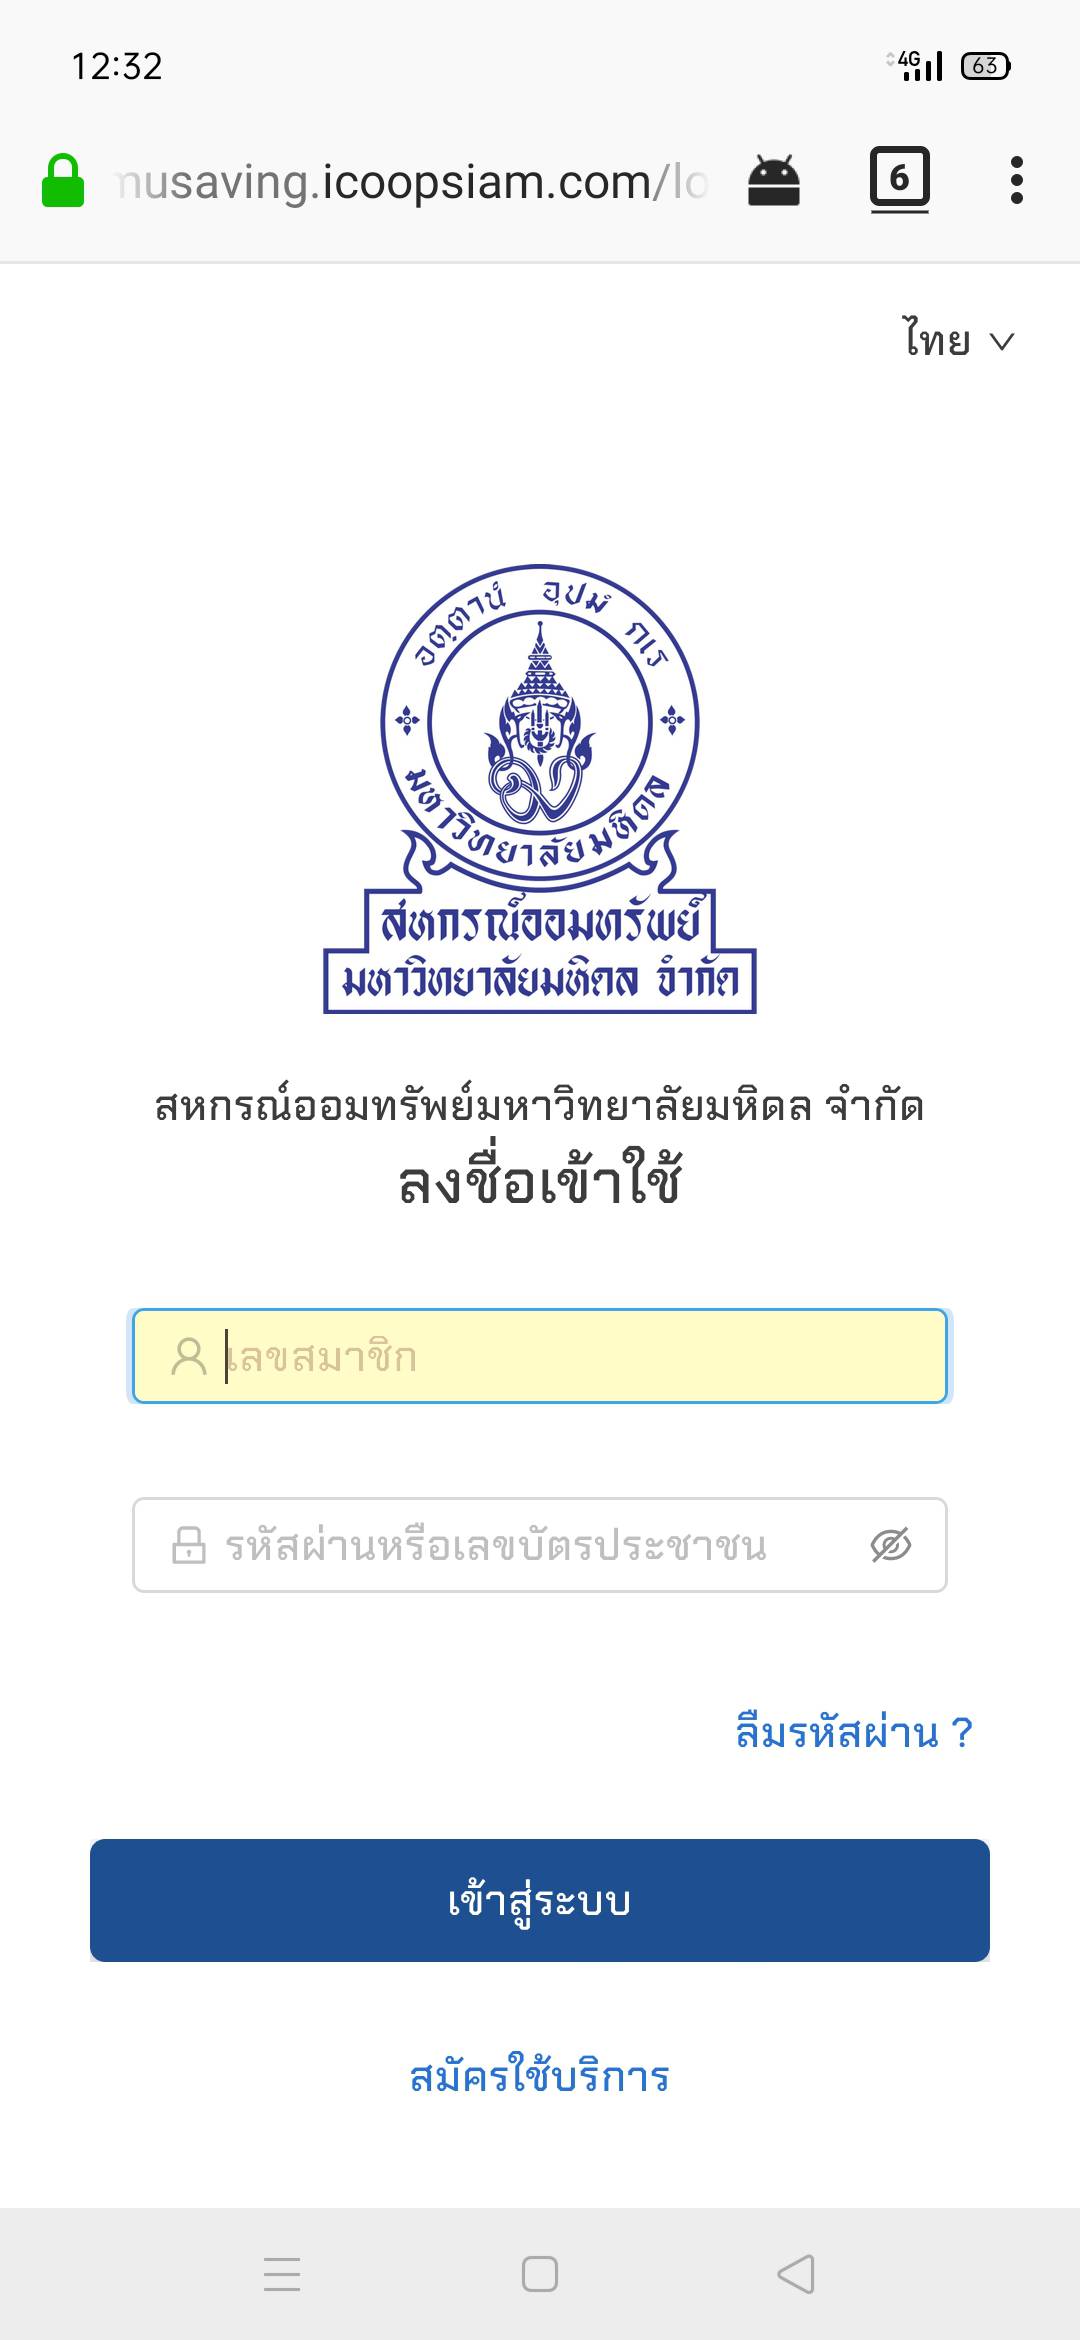 12:32
4G
63
musaving.icoopsiam.com/lo
6
ไทย
อตฺตานํ อุปมํ กเร
มหาวิทยาลัยมหิดล
สหกรณ์ออมทรัพย์
มหาวิทยาลัยมหิดล จำกัด
สหกรณ์ออมทรัพย์มหาวิทยาลัยมหิดล จำกัด
ลงชื่อเข้าใช้
เลขสมาชิก
รหัสผ่านหรือเลขบัตรประชาชน
ลืมรหัสผ่าน ?
เข้าสู่ระบบ
สมัครใช้บริการ